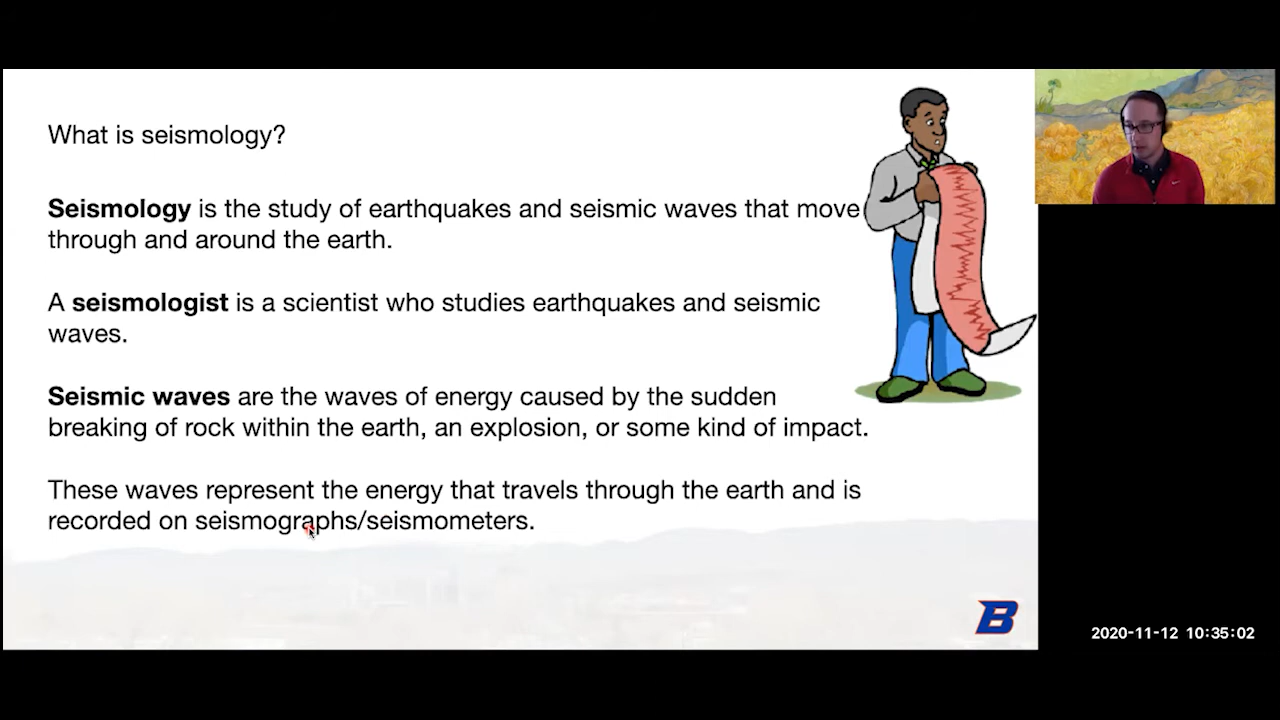 What is seismology?
Seismology is the study of earthquakes and seismic waves that move
through and around the earth.
A seismologist is a scientist who studies earthquakes and seismic
waves.
Seismic waves are the waves of energy caused by the sudden
breaking of rock within the earth, an explosion, or some kind of impact.
These waves represent the energy that travels through the earth and is
recorded on seismographs/seismometers.
B
2020-11-12 10:35:02